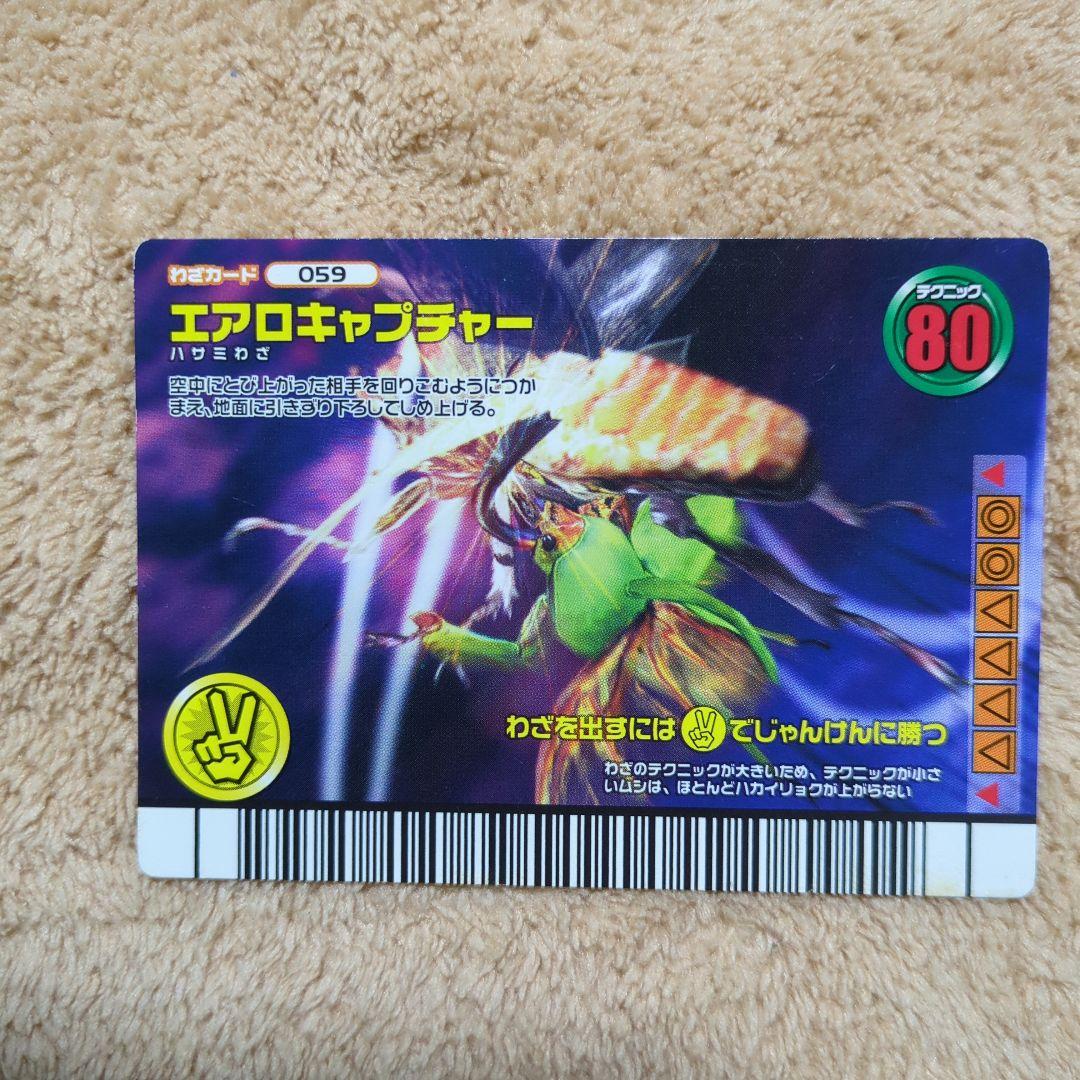 わざカード 059
エアロキャプチャー
ハサミわざ
空中にとび上がった相手を回りこむようにつか
まえ、地面に引きずり下ろしてしめ上げる。
テクニック
80
わざを出すには でじゃんけんに勝つ
わざのテクニックが大きいため、テクニックが小さ
いムシは、ほとんどハカイリョクが上がらない